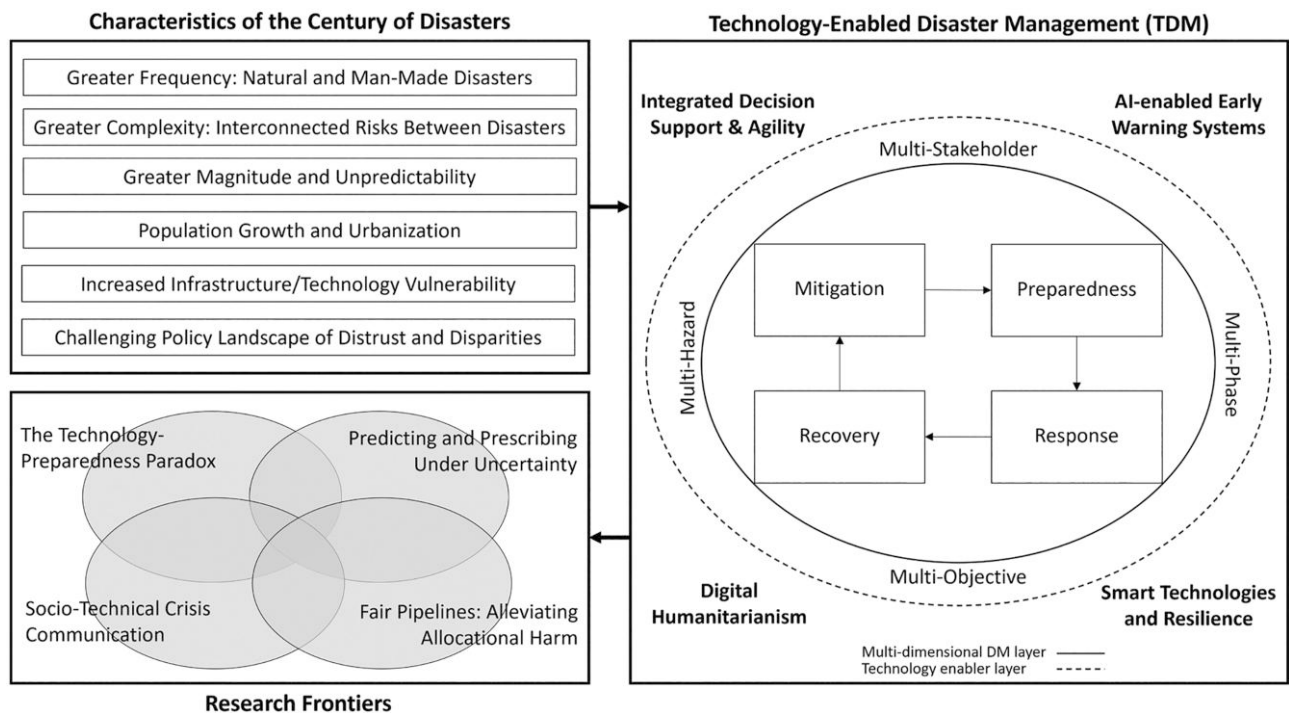 Characteristics of the Century of Disasters
Greater Frequency: Natural and Man-Made Disasters
Greater Complexity: Interconnected Risks Between Disasters
Greater Magnitude and Unpredictability
Population Growth and Urbanization
Increased Infrastructure/Technology Vulnerability
Challenging Policy Landscape of Distrust and Disparities
Technology-Enabled Disaster Management (TDM)
Integrated Decision
Support & Agility
AI-enabled Early
Warning Systems
Multi-Stakeholder
Multi-Hazard
Mitigation
Preparedness
Multi-Phase
Recovery
Response
Multi-Objective
Digital
Humanitarianism
Smart Technologies
and Resilience
Multi-dimensional DM layer
Technology enabler layer
The Technology-
Preparedness Paradox
Predicting and Prescribing
Under Uncertainty
Socio-Technical Crisis
Communication
Fair Pipelines: Alleviating
Allocational Harm
Research Frontiers